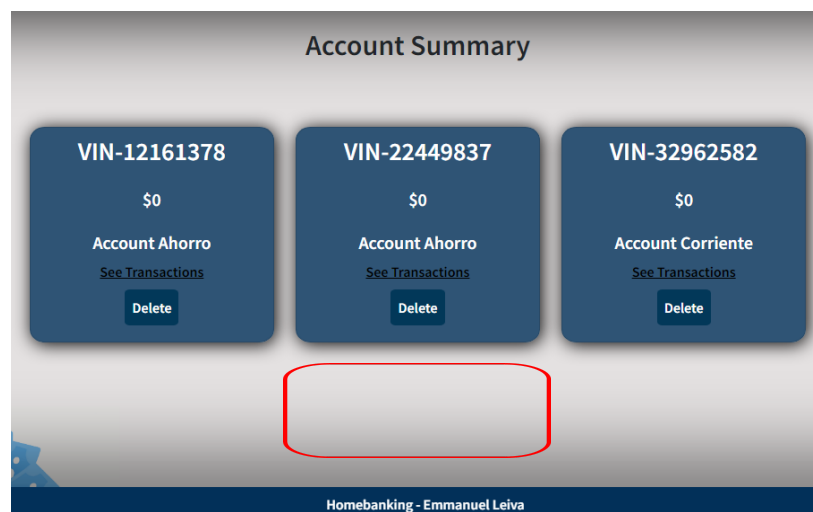 Account Summary
VIN-12161378
$0
Account Ahorro
See Transactions
Delete
VIN-22449837
$0
Account Ahorro
See Transactions
Delete
VIN-32962582
$0
Account Corriente
See Transactions
Delete
Homebanking - Emmanuel Leiva